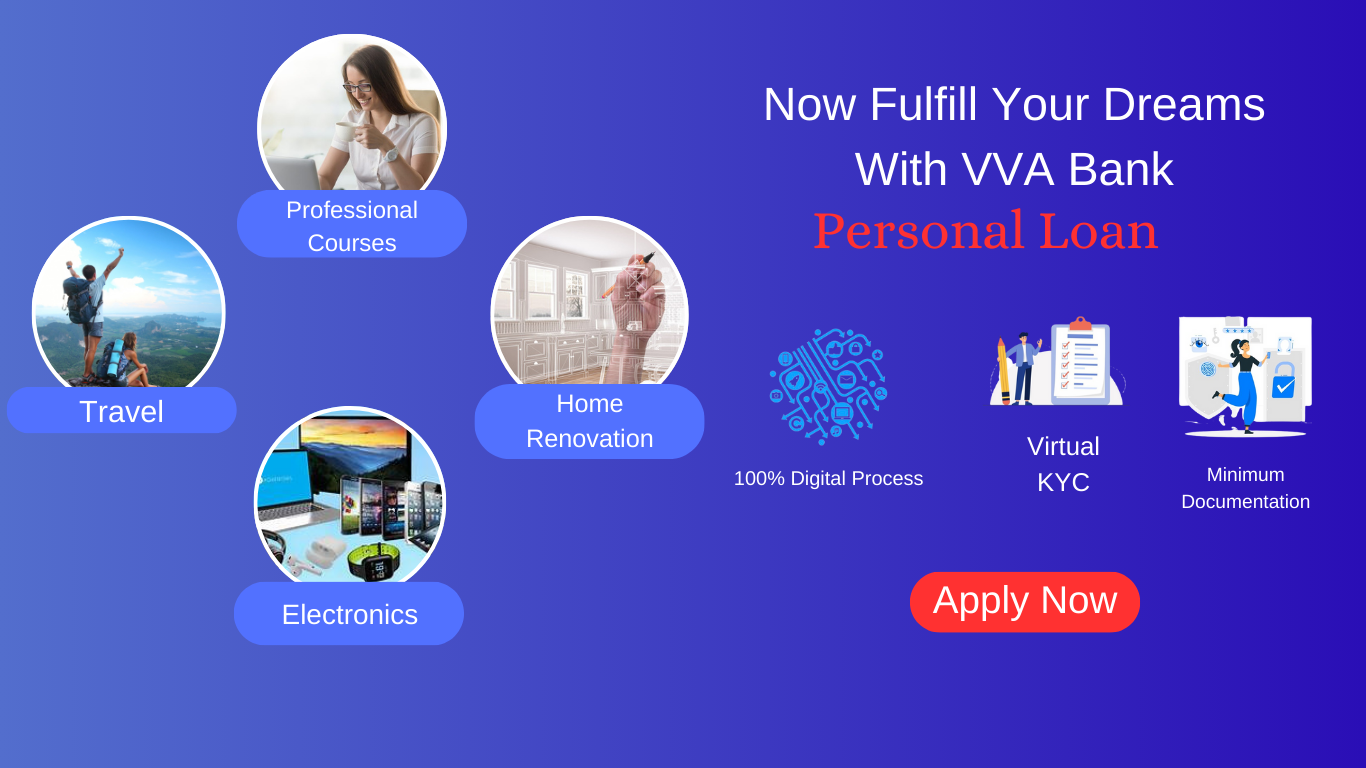 Now Fulfill Your Dreams
With VVA Bank
Personal Loan
Professional
Courses
Travel
Home
Renovation
Electronics
100% Digital Process
Virtual
KYC
Minimum
Documentation
Apply Now